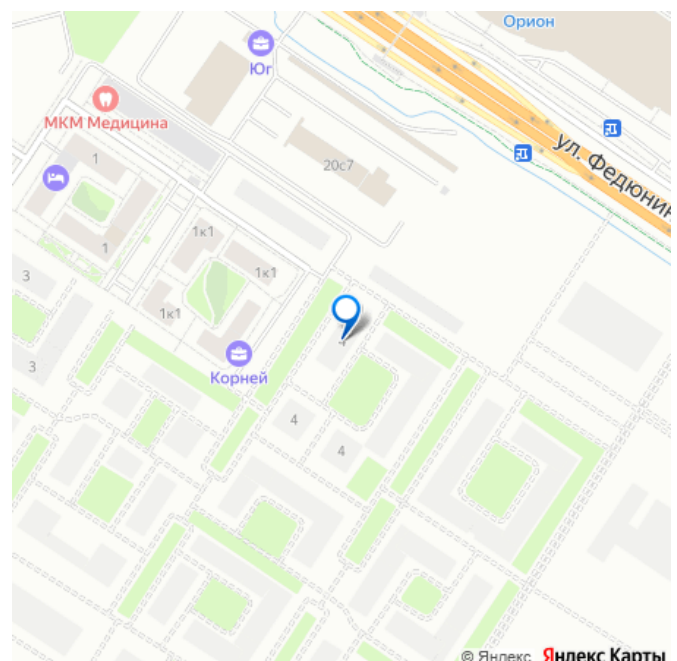 Орион
Юг
МКМ Медицина
ул. Федюнин
20с7
1
1к1
1
1к1
3
1к1
4
Корней
3
4
4
© Яндекс Яндекс Карты